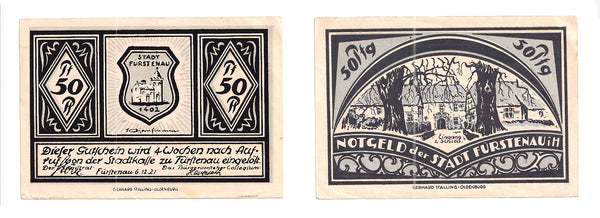 50
Pf
STADT
FÜRSTENAU
1402
50
Pf
Dieser Gutschein wird 4 Wochen nach Auf-
ruf von der Stadtkasse zu Fürstenau eingelöst.
Der Magistrat Das Bürgervorsteher Collegium
Fürstenau 6.12.21
GERHARD STALLING-OLDENBURG
50 Pfg
50 Pfg
Eingang
z. Schloß
NOTGELD der STADT FÜRSTENAU i H
GERHARD STALLING-OLDENBURG